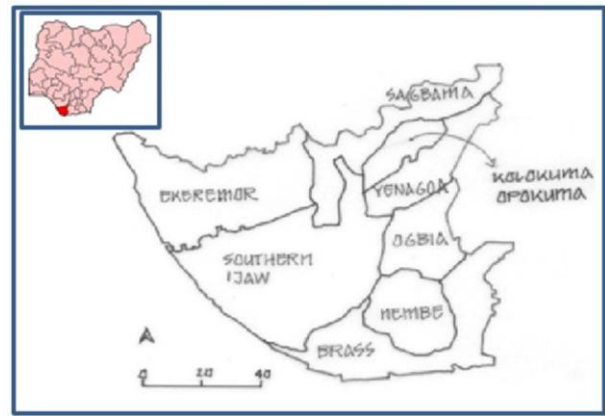 SAGBAMA
KOLOKUMA
OPOKUMA
EKEREMOR
YENAGOA
OGBIA
SOUTHERN
IJAW
NEMBE
BRASS
0 20 40